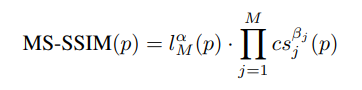 MS-SSIM(p) = l_M^α(p) · ∏_{j=1}^{M} cs_j^{β_j}(p)